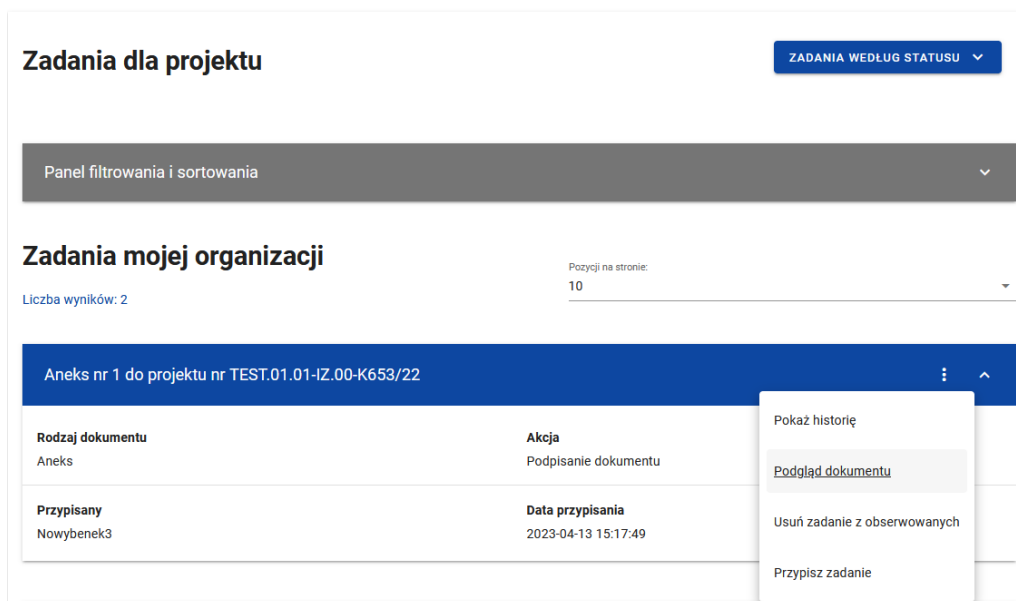 Zadania dla projektu
ZADANIA WEDŁUG STATUSU
Panel filtrowania i sortowania
Zadania mojej organizacji
Liczba wyników: 2
Pozycji na stronie:
10
Aneks nr 1 do projektu nr TEST.01.01-IZ.00-K653/22
Rodzaj dokumentu
Aneks
Akcja
Podpisanie dokumentu
Przypisany
Nowybenek3
Data przypisania
2023-04-13 15:17:49
Pokaż historię
Podgląd dokumentu
Usuń zadanie z obserwowanych
Przypisz zadanie